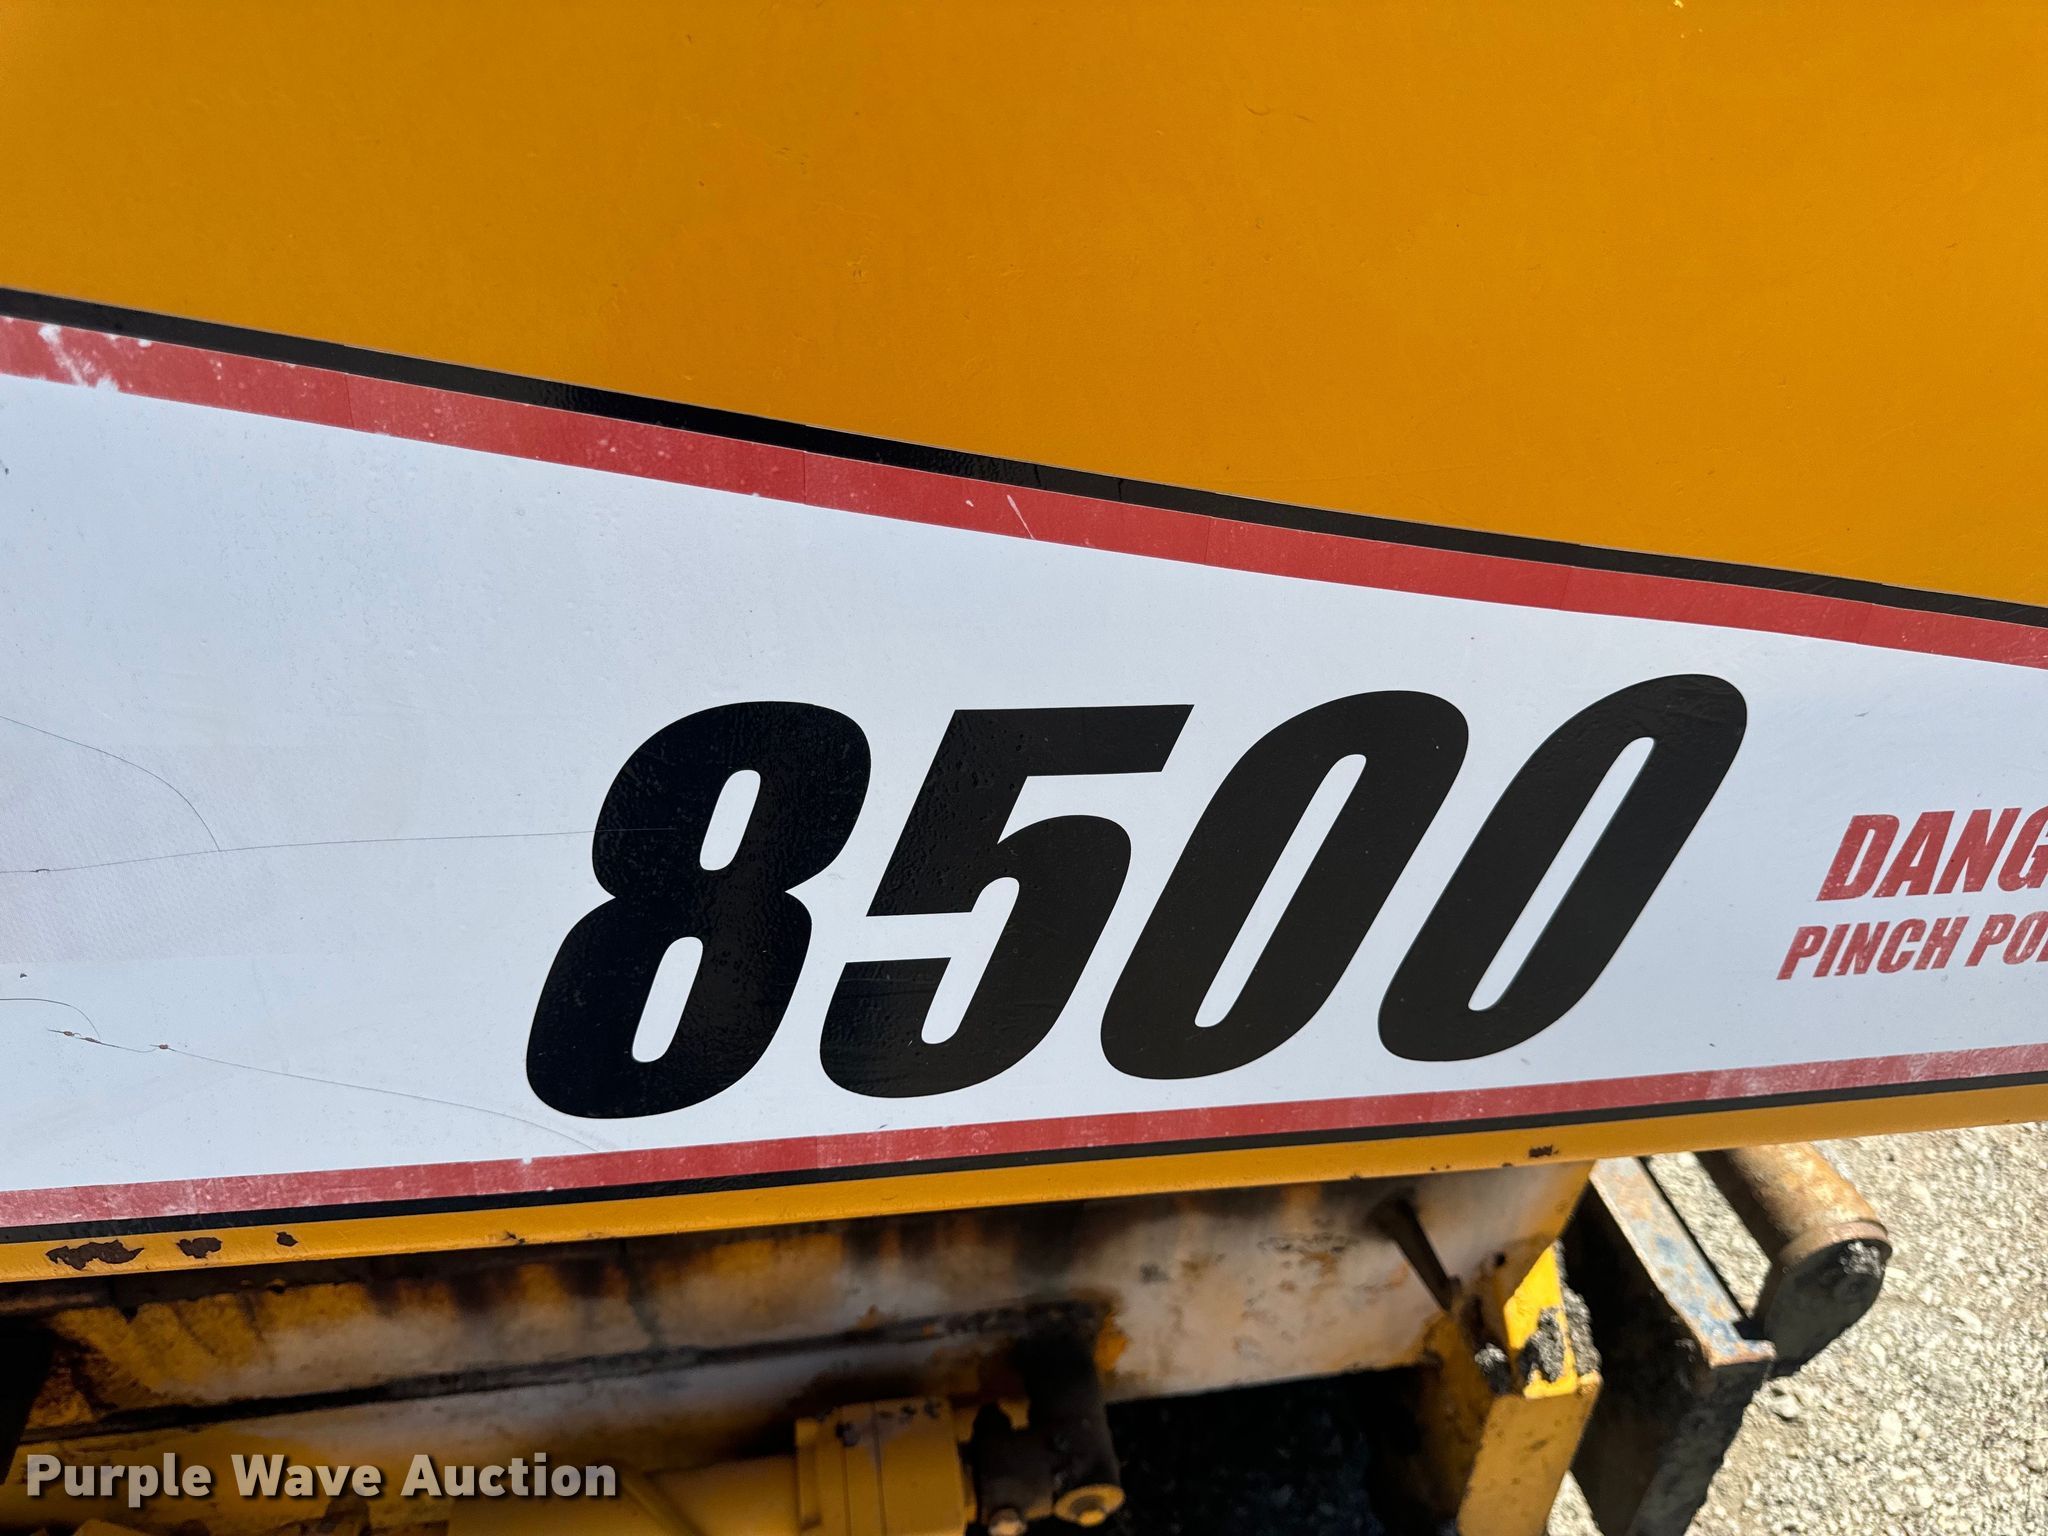 8500
DANG
PINCH PO
Purple Wave Auction